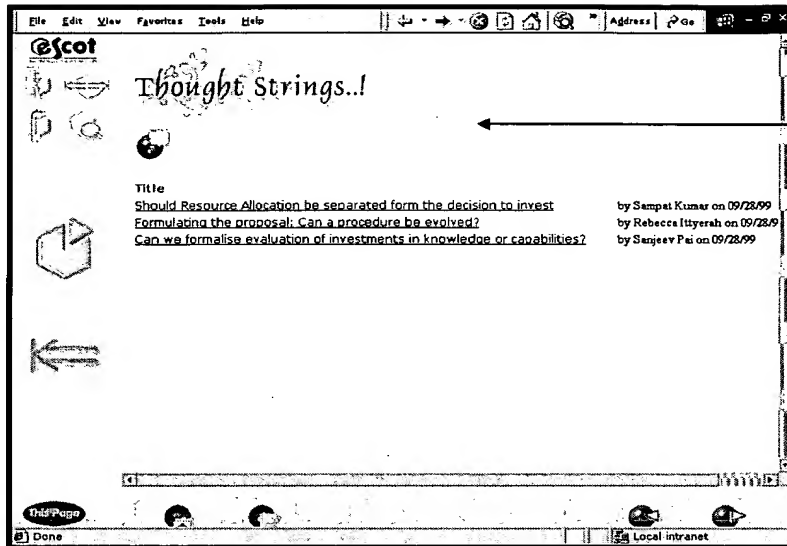 File Edit View Favorites Tools Help
Address Go
eScot
Thought Strings..!
Title
Should Resource Allocation be separated form the decision to invest by Sampat Kumar on 09/28/99
Formulating the proposal: Can a procedure be evolved? by Rebecca Ittyerah on 09/28/9
Can we formalise evaluation of investments in knowledge or capabilities? by Sanjeev Pai on 09/28/99
This Page
Done Local intranet